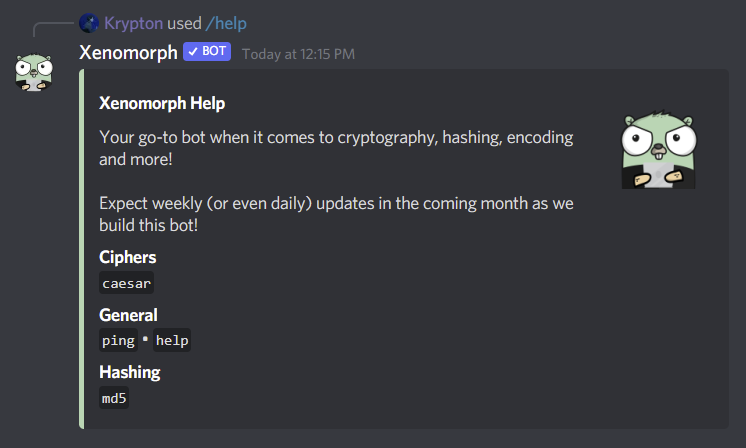 Krypton used /help
Xenomorph ✓ BOT Today at 12:15 PM
Xenomorph Help
Your go-to bot when it comes to cryptography, hashing, encoding
and more!
Expect weekly (or even daily) updates in the coming month as we
build this bot!
Ciphers
caesar
General
ping • help
Hashing
md5